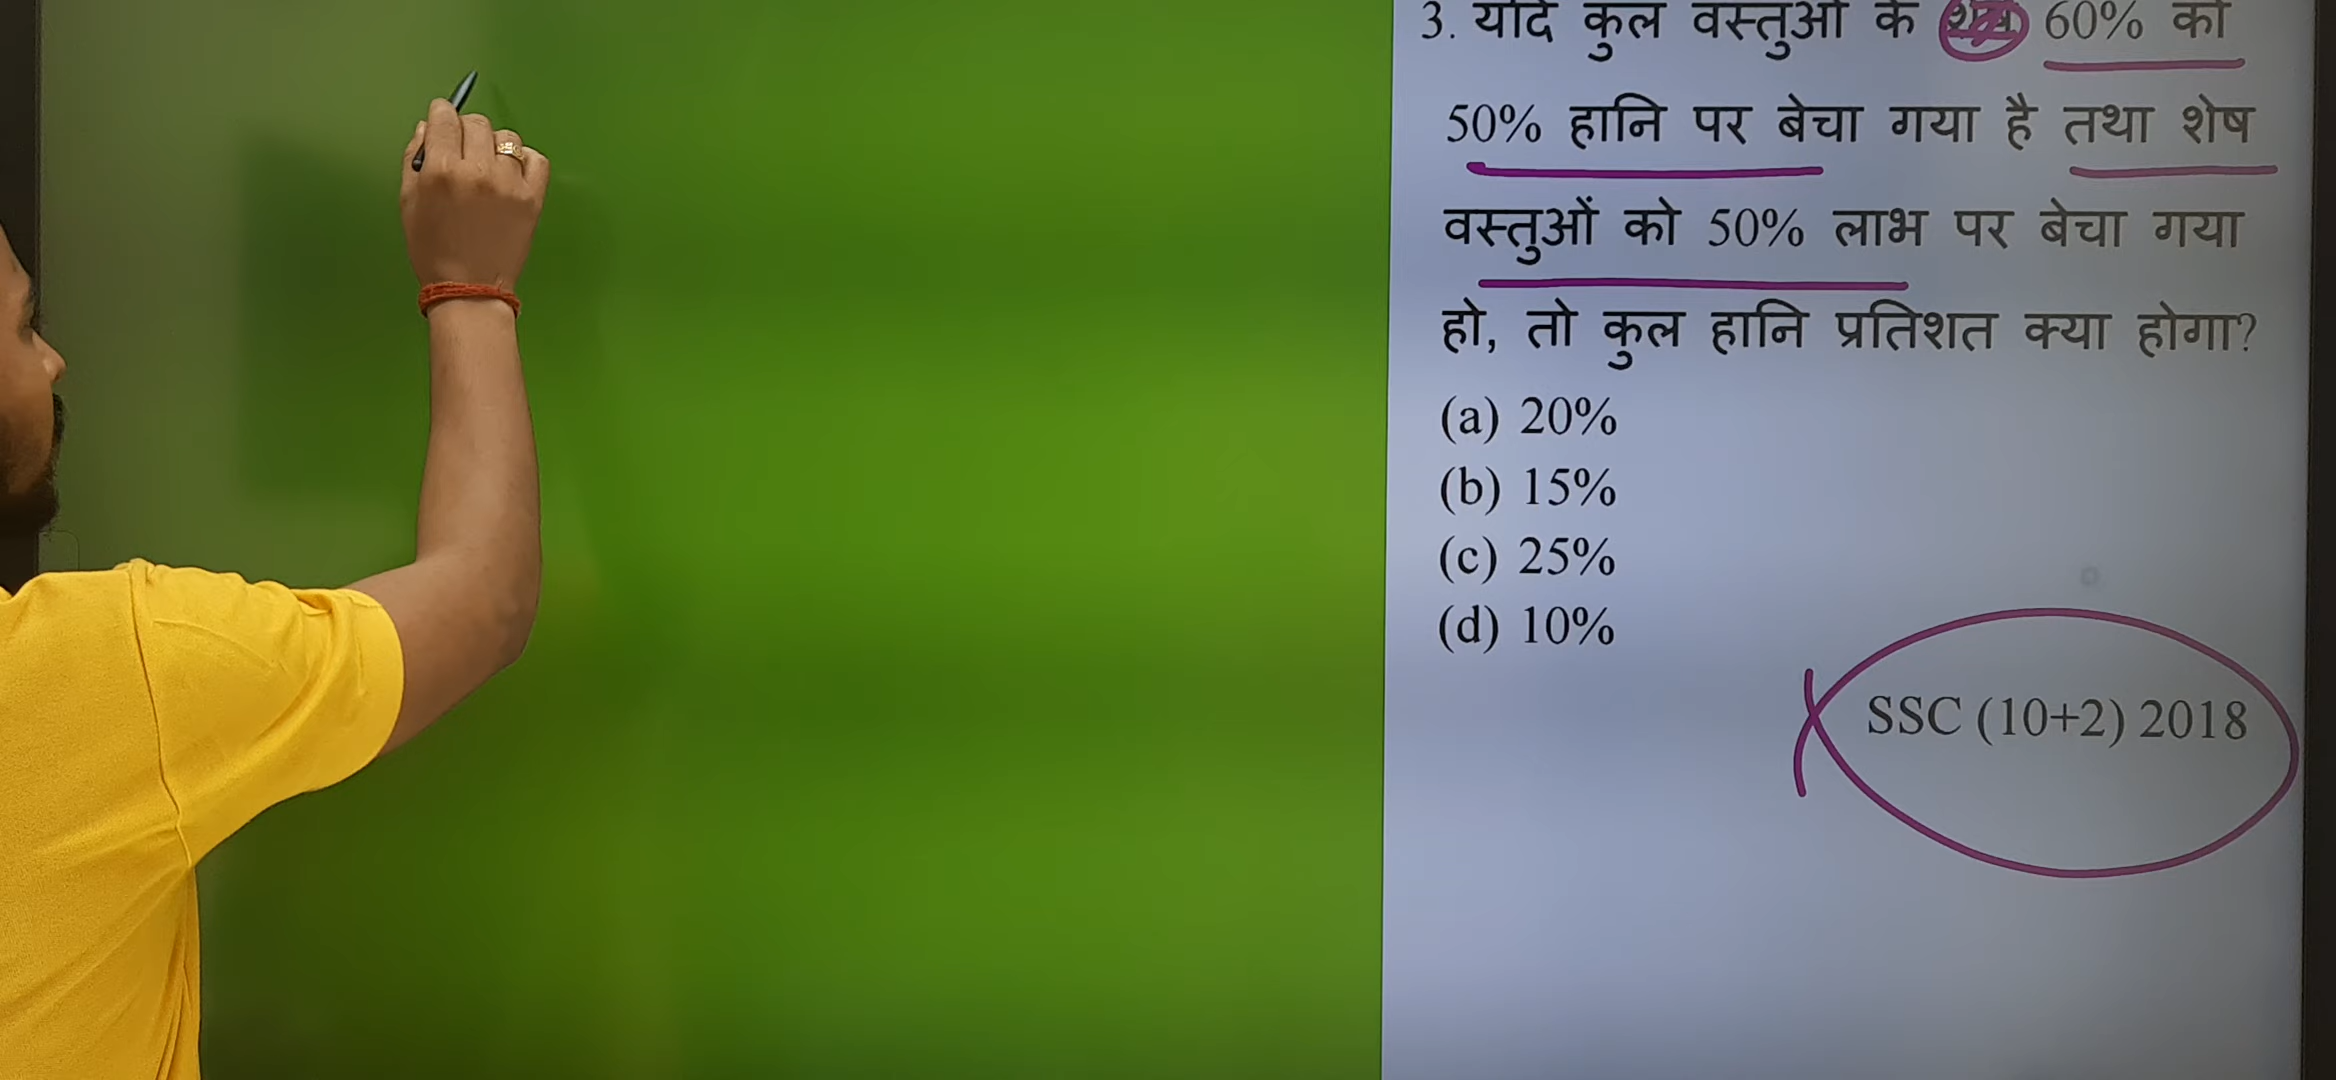 3. यदि कुल वस्तुओं के 60% को
50% हानि पर बेचा गया है तथा शेष
वस्तुओं को 50% लाभ पर बेचा गया
हो, तो कुल हानि प्रतिशत क्या होगा?
(a) 20%
(b) 15%
(c) 25%
(d) 10%
SSC (10+2) 2018